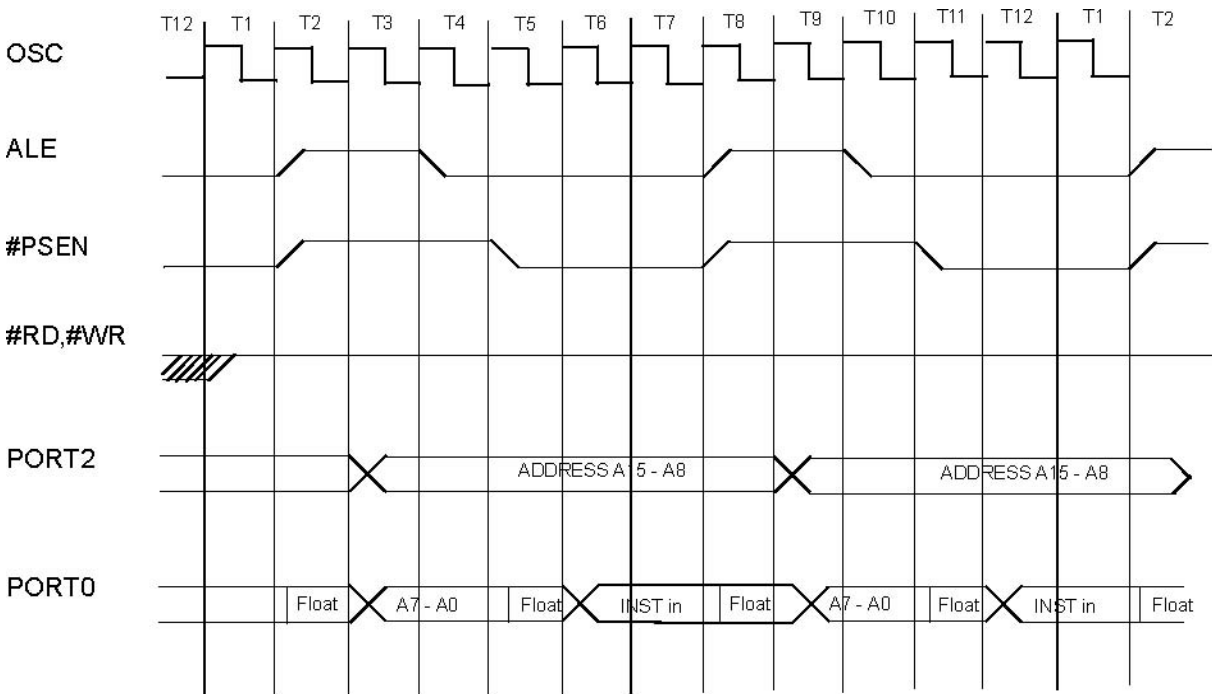 T12 T1 T2 T3 T4 T5 T6 T7 T8 T9 T10 T11 T12 T1 T2
OSC
ALE
#PSEN
#RD,#WR
PORT2 ADDRESS A15 - A8 ADDRESS A15 - A8
PORT0 Float A7 - A0 Float INST in Float A7 - A0 Float INST in Float